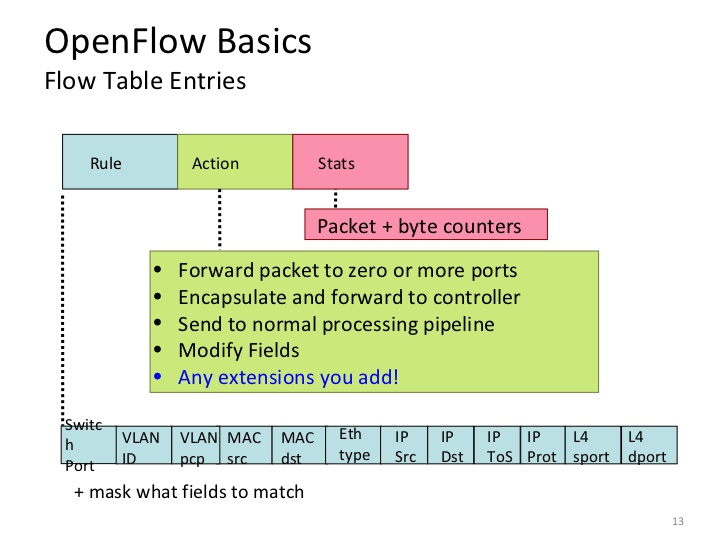 OpenFlow Basics
Flow Table Entries
Rule Action Stats
Packet + byte counters
• Forward packet to zero or more ports
• Encapsulate and forward to controller
• Send to normal processing pipeline
• Modify Fields
• Any extensions you add!
Switc
h
Port
VLAN
ID
VLAN
pcp
MAC
src
MAC
dst
Eth
type
IP
Src
IP
Dst
IP
ToS
IP
Prot
L4
sport
L4
dport
+ mask what fields to match
13